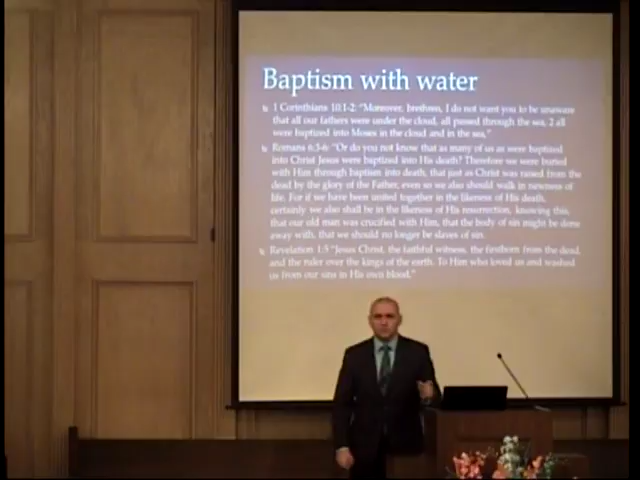 Baptism with water
1 Corinthians 10:1-2: "Moreover, brethren, I do not want you to be unaware
that all our fathers were under the cloud, all passed through the sea, 2 all
were baptized into Moses in the cloud and in the sea,"
Romans 6:3-6: "Or do you not know that as many of us as were baptized
into Christ Jesus were baptized into His death? Therefore we were buried
with Him through baptism into death, that just as Christ was raised from the
dead by the glory of the Father, even so we also should walk in newness of
life. For if we have been united together in the likeness of His death,
certainly we also shall be in the likeness of His resurrection, knowing this,
that our old man was crucified with Him, that the body of sin might be done
away with, that we should no longer be slaves of sin.
Revelation 1:5 "Jesus Christ, the faithful witness, the firstborn from the dead,
and the ruler over the kings of the earth. To Him who loved us and washed
us from our sins in His own blood."